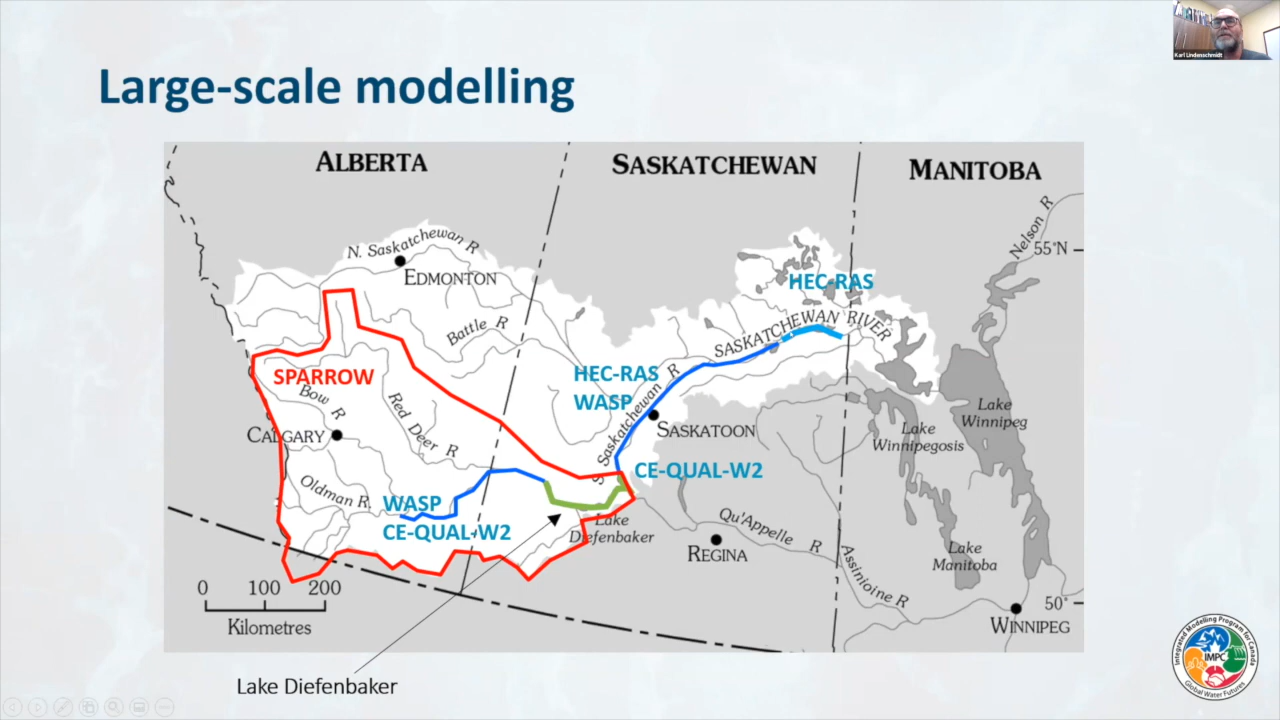 Karl Lindenschmidt
Large-scale modelling
ALBERTA
SASKATCHEWAN
MANITOBA
N. Saskatchewan R
EDMONTON
Nelson R
55°N
HEC-RAS
Battle R
SASKATCHEWAN RIVER
SPARROW
HEC-RAS
WASP
Bow R
Red Deer R
CALGARY
S Saskatchewan R
SASKATOON
Lake
Winnipegosis
Lake
Winnipeg
CE-QUAL-W2
Oldman R.
WASP
CE-QUAL-W2
Lake
Diefenbaker
Qu'Appelle R
REGINA
Assinioine R
Lake
Manitoba
0 100 200
Kilometres
50°
WINNIPEG
Lake Diefenbaker
Integrated Modelling Program for Canada
IMPC
Global Water Futures